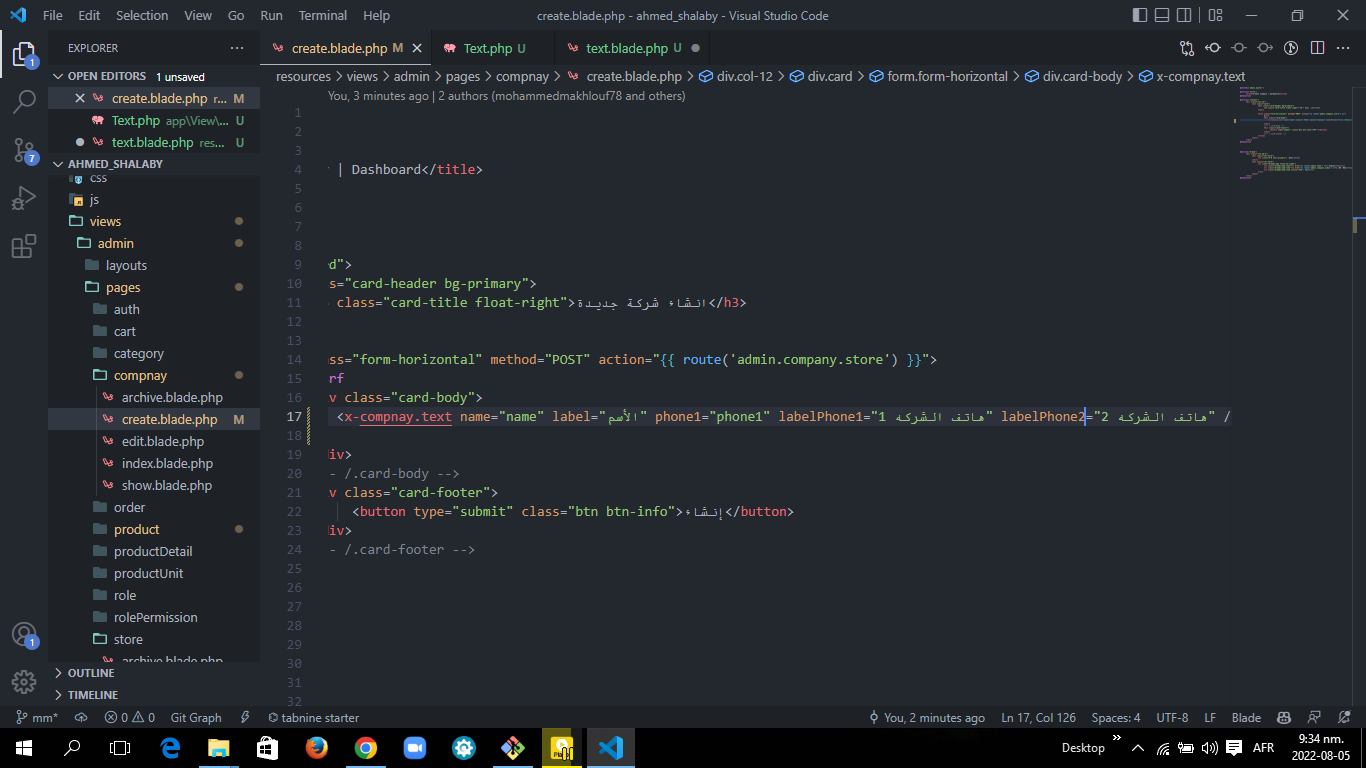 File Edit Selection View Go Run Terminal Help create.blade.php - ahmed_shalaby - Visual Studio Code
EXPLORER
OPEN EDITORS 1 unsaved
create.blade.php r... M
Text.php app\View\... U
text.blade.php res... U
AHMED_SHALABY
css
js
views
admin
layouts
pages
auth
cart
category
compnay
archive.blade.php
create.blade.php M
edit.blade.php
index.blade.php
show.blade.php
order
product
productDetail
productUnit
role
rolePermission
store
archive.blade.php
OUTLINE
TIMELINE
1
7
1
create.blade.php M Text.php U text.blade.php U
resources > views > admin > pages > compnay > create.blade.php > div.col-12 > div.card > form.form-horizontal > div.card-body > x-compnay.text
You, 3 minutes ago | 2 authors (mohammedmakhlouf78 and others)
1
2
3
4 | Dashboard</title>
5
6
7
8
9 d">
10 s="card-header bg-primary">
11 class="card-title float-right">انشاء شركة جديدة</h3>
12
13
14 ss="form-horizontal" method="POST" action="{{ route('admin.company.store') }}">
15 rf
16 v class="card-body">
17 <x-compnay.text name="name" label="الأسم" phone1="phone1" labelPhone1="هاتف الشركه 1" labelPhone2="هاتف الشركه 2" /
18
19 iv>
20 - /.card-body -->
21 v class="card-footer">
22 <button type="submit" class="btn btn-info">إنشاء</button>
23 iv>
24 - /.card-footer -->
25
26
27
28
29
30
31
32
mm* 0 0 Git Graph tabnine starter You, 2 minutes ago Ln 17, Col 126 Spaces: 4 UTF-8 LF Blade
Desktop AFR 9:34 nm.
2022-08-05